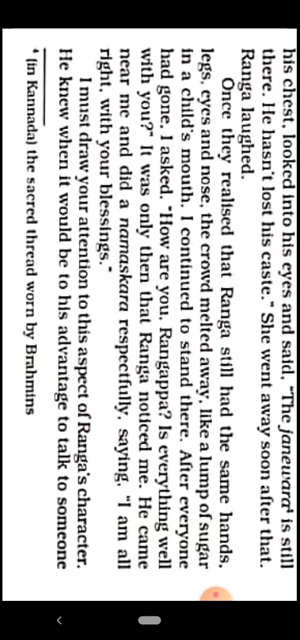 his chest, looked into his eyes and said, "The janewara⁴ is still
there. He hasn't lost his caste." She went away soon after that.
Ranga laughed.
Once they realised that Ranga still had the same hands,
legs, eyes and nose, the crowd melted away, like a lump of sugar
in a child's mouth. I continued to stand there. After everyone
had gone, I asked, "How are you, Rangappa? Is everything well
with you?" It was only then that Ranga noticed me. He came
near me and did a namaskara respectfully, saying, "I am all
right, with your blessings."
I must draw your attention to this aspect of Ranga's character.
He knew when it would be to his advantage to talk to someone
⁴ (in Kannada) the sacred thread worn by Brahmins